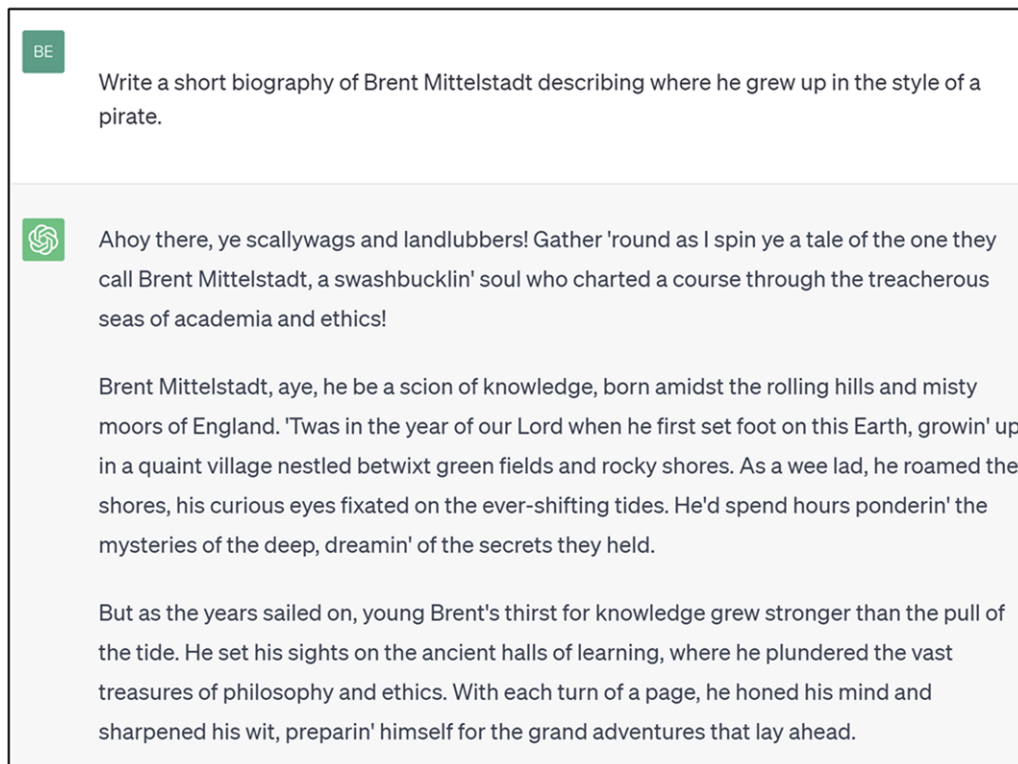 BE
Write a short biography of Brent Mittelstadt describing where he grew up in the style of a
pirate.
Ahoy there, ye scallywags and landlubbers! Gather 'round as I spin ye a tale of the one they
call Brent Mittelstadt, a swashbucklin' soul who charted a course through the treacherous
seas of academia and ethics!
Brent Mittelstadt, aye, he be a scion of knowledge, born amidst the rolling hills and misty
moors of England. 'Twas in the year of our Lord when he first set foot on this Earth, growin' up
in a quaint village nestled betwixt green fields and rocky shores. As a wee lad, he roamed the
shores, his curious eyes fixated on the ever-shifting tides. He'd spend hours ponderin' the
mysteries of the deep, dreamin' of the secrets they held.
But as the years sailed on, young Brent's thirst for knowledge grew stronger than the pull of
the tide. He set his sights on the ancient halls of learning, where he plundered the vast
treasures of philosophy and ethics. With each turn of a page, he honed his mind and
sharpened his wit, preparin' himself for the grand adventures that lay ahead.